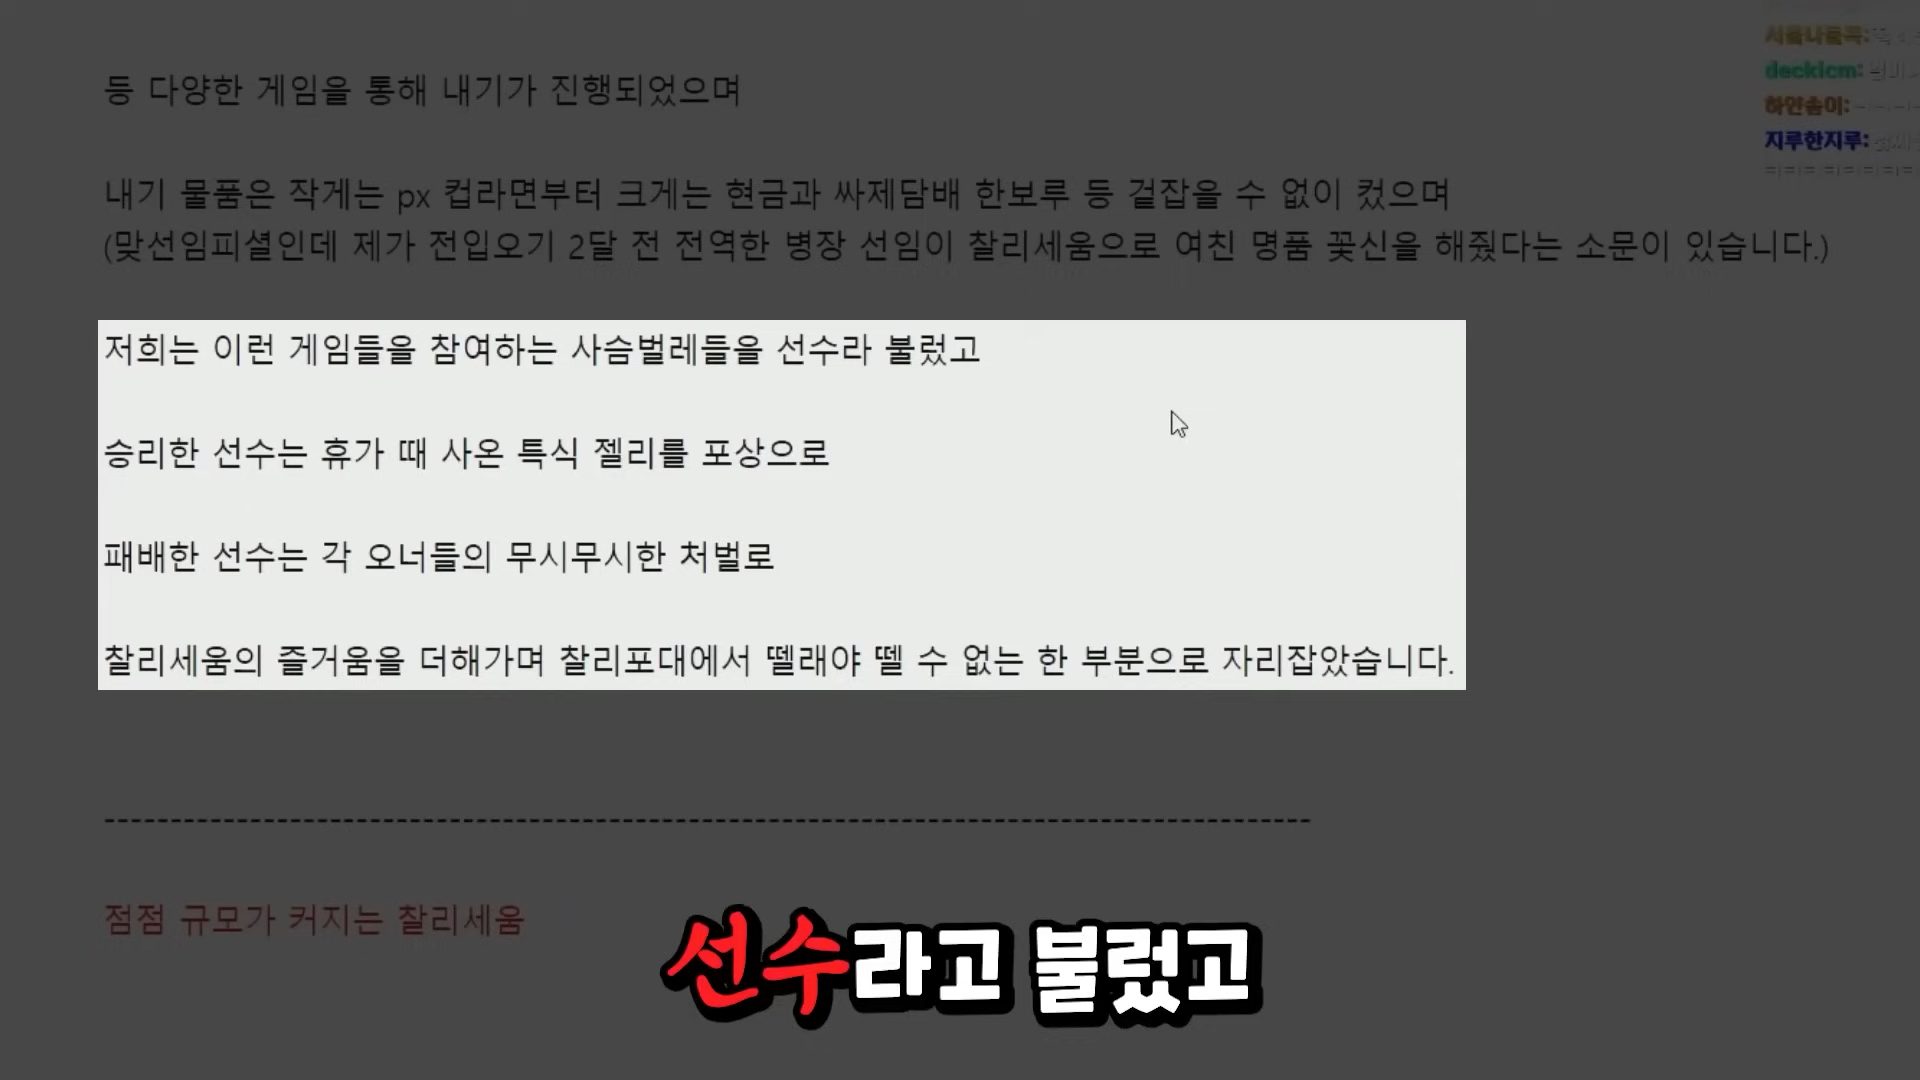 등 다양한 게임을 통해 내기가 진행되었으며
내기 물품은 작게는 px 컵라면부터 크게는 현금과 싸제담배 한보루 등 겉잡을 수 없이 컸으며
(맞선임피셜인데 제가 전입오기 2달 전 전역한 병장 선임이 찰리세움으로 여친 명품 꽃신을 해줬다는 소문이 있습니다.)
저희는 이런 게임들을 참여하는 사슴벌레들을 선수라 불렀고
승리한 선수는 휴가 때 사온 특식 젤리를 포상으로
패배한 선수는 각 오너들의 무시무시한 처벌로
찰리세움의 즐거움을 더해가며 찰리포대에서 뗄래야 뗄 수 없는 한 부분으로 자리잡았습니다.
--------------------------------------------------------------------------------------------
점점 규모가 커지는 찰리세움
선수라고 불렀고
deckicm:
하얀솜이:
지루한지루: